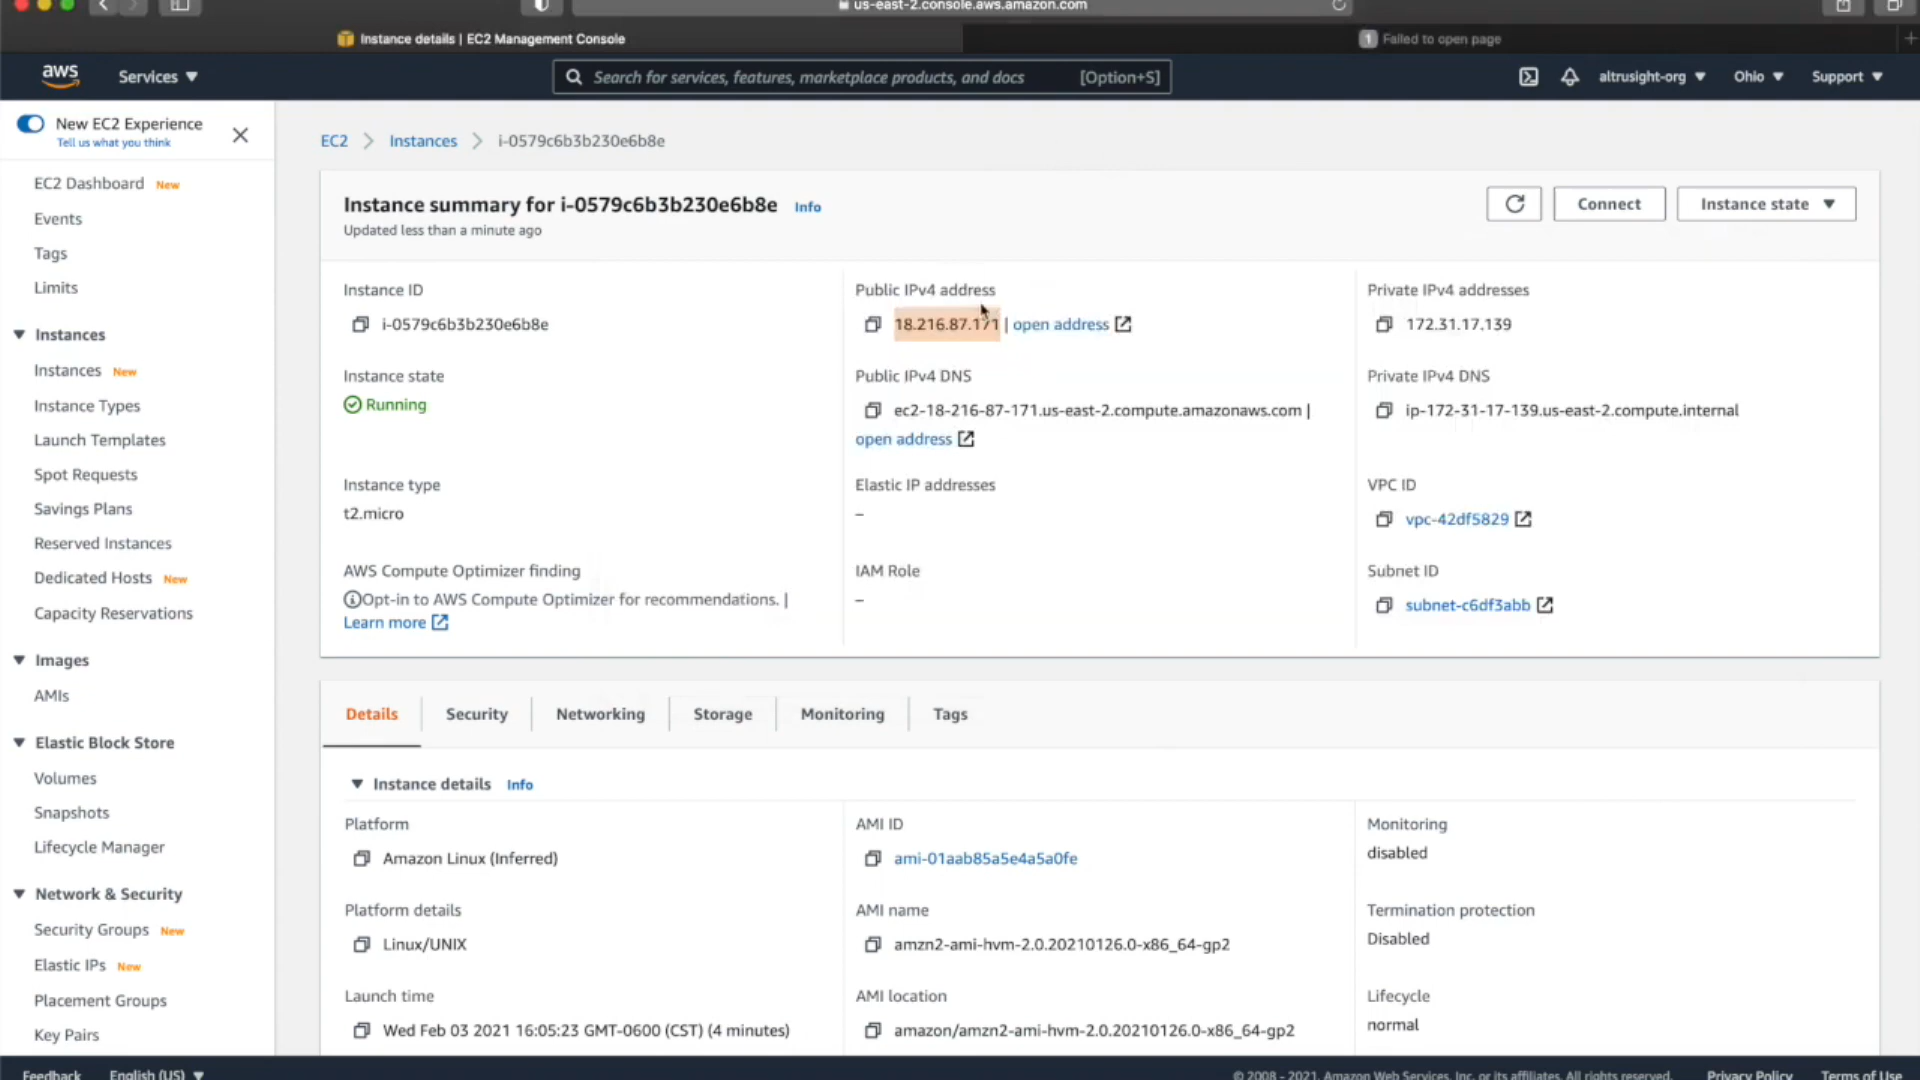 us-east-2.console.aws.amazon.com
Instance details | EC2 Management Console
1 Failed to open page
aws
Services ▼
Search for services, features, marketplace products, and docs [Option+S]
altrusight-org ▼
Ohio ▼
Support ▼
New EC2 Experience
Tell us what you think
EC2 Dashboard New
Events
Tags
Limits
Instances
Instances New
Instance Types
Launch Templates
Spot Requests
Savings Plans
Reserved Instances
Dedicated Hosts New
Capacity Reservations
Images
AMIs
Elastic Block Store
Volumes
Snapshots
Lifecycle Manager
Network & Security
Security Groups New
Elastic IPs New
Placement Groups
Key Pairs
EC2 > Instances > i-0579c6b3b230e6b8e
Instance summary for i-0579c6b3b230e6b8e Info
Updated less than a minute ago
Connect
Instance state ▼
Instance ID
i-0579c6b3b230e6b8e
Public IPv4 address
18.216.87.171 | open address
Private IPv4 addresses
172.31.17.139
Instance state
Running
Public IPv4 DNS
ec2-18-216-87-171.us-east-2.compute.amazonaws.com |
open address
Private IPv4 DNS
ip-172-31-17-139.us-east-2.compute.internal
Instance type
t2.micro
Elastic IP addresses
–
VPC ID
vpc-42df5829
AWS Compute Optimizer finding
Opt-in to AWS Compute Optimizer for recommendations. |
Learn more
IAM Role
–
Subnet ID
subnet-c6df3abb
Details
Security
Networking
Storage
Monitoring
Tags
Instance details Info
Platform
Amazon Linux (Inferred)
AMI ID
ami-01aab85a5e4a5a0fe
Monitoring
disabled
Platform details
Linux/UNIX
AMI name
amzn2-ami-hvm-2.0.20210126.0-x86_64-gp2
Termination protection
Disabled
Launch time
Wed Feb 03 2021 16:05:23 GMT-0600 (CST) (4 minutes)
AMI location
amazon/amzn2-ami-hvm-2.0.20210126.0-x86_64-gp2
Lifecycle
normal
Feedback
English (US) ▼
© 2008 - 2021, Amazon Web Services, Inc. or its affiliates. All rights reserved.
Privacy Policy
Terms of Use